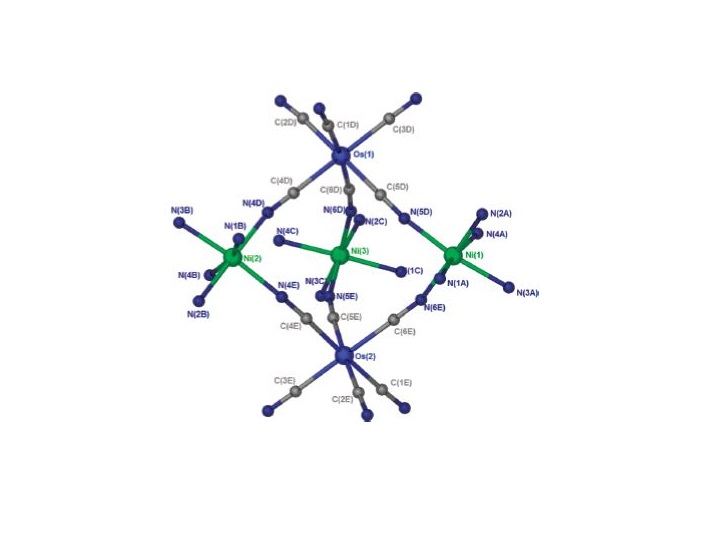 C(2D)
C(1D)
C(3D)
Os(1)
C(4D)
C(6D)
C(5D)
N(3B)
N(4D)
N(6D)
N(5D)
N(2A)
N(1B)
N(4C)
N(2C)
N(4A)
Ni(2)
Ni(3)
Ni(1)
N(4B)
N(4E)
N(3C)
(1C)
N(1A)
N(3A)
N(2B)
N(5E)
N(6E)
C(4E)
C(5E)
C(6E)
Os(2)
C(3E)
C(2E)
C(1E)